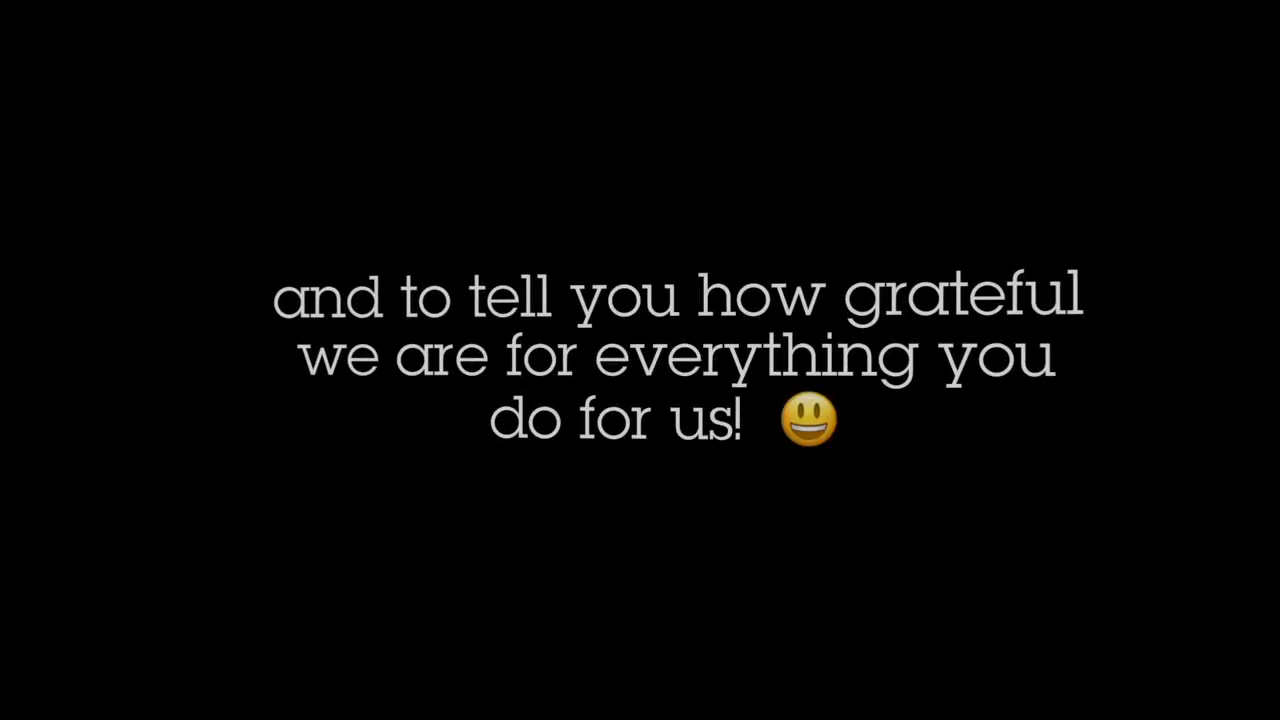 and to tell you how grateful
we are for everything you
do for us! 😃